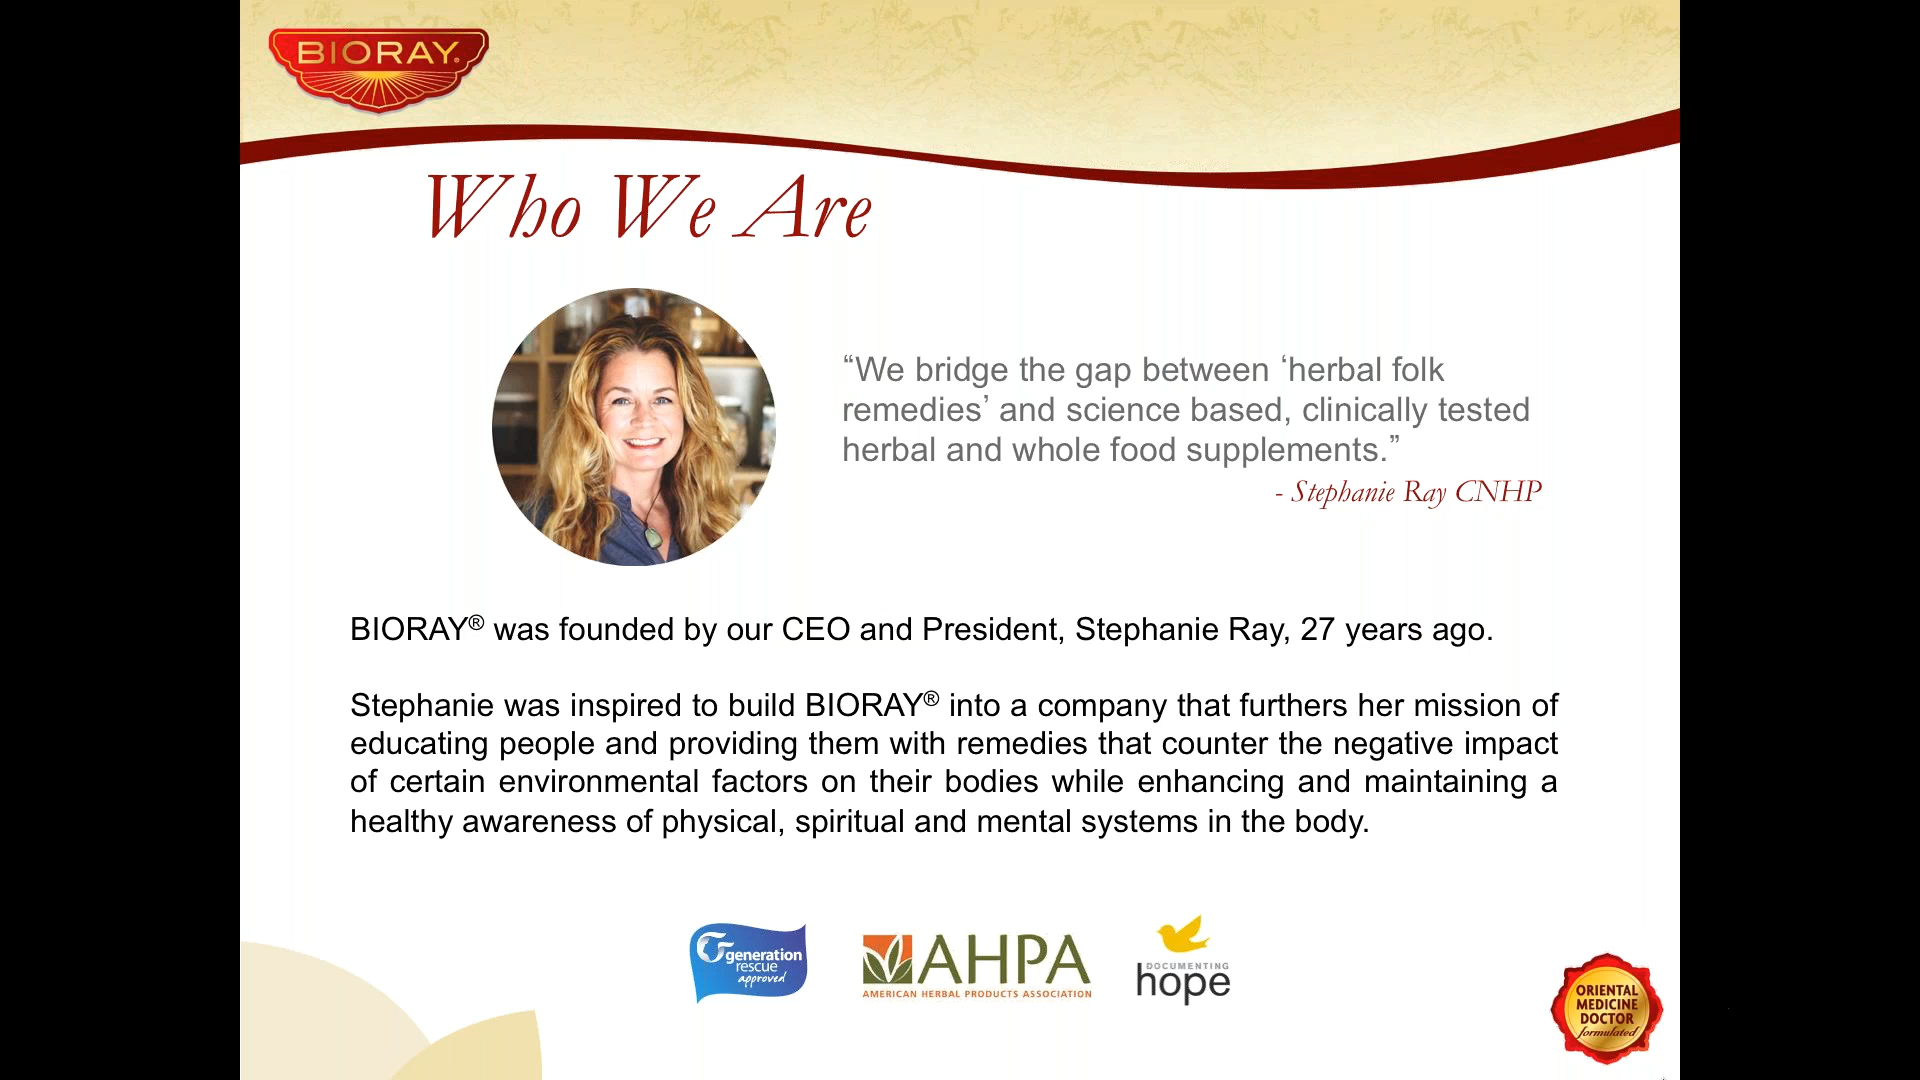 BIORAY®
Who We Are
“We bridge the gap between ‘herbal folk
remedies’ and science based, clinically tested
herbal and whole food supplements.”
- Stephanie Ray CNHP
BIORAY® was founded by our CEO and President, Stephanie Ray, 27 years ago.
Stephanie was inspired to build BIORAY® into a company that furthers her mission of
educating people and providing them with remedies that counter the negative impact
of certain environmental factors on their bodies while enhancing and maintaining a
healthy awareness of physical, spiritual and mental systems in the body.
generation
rescue
approved
AHPA
AMERICAN HERBAL PRODUCTS ASSOCIATION
DOCUMENTING
hope
ORIENTAL
MEDICINE
DOCTOR
formulated